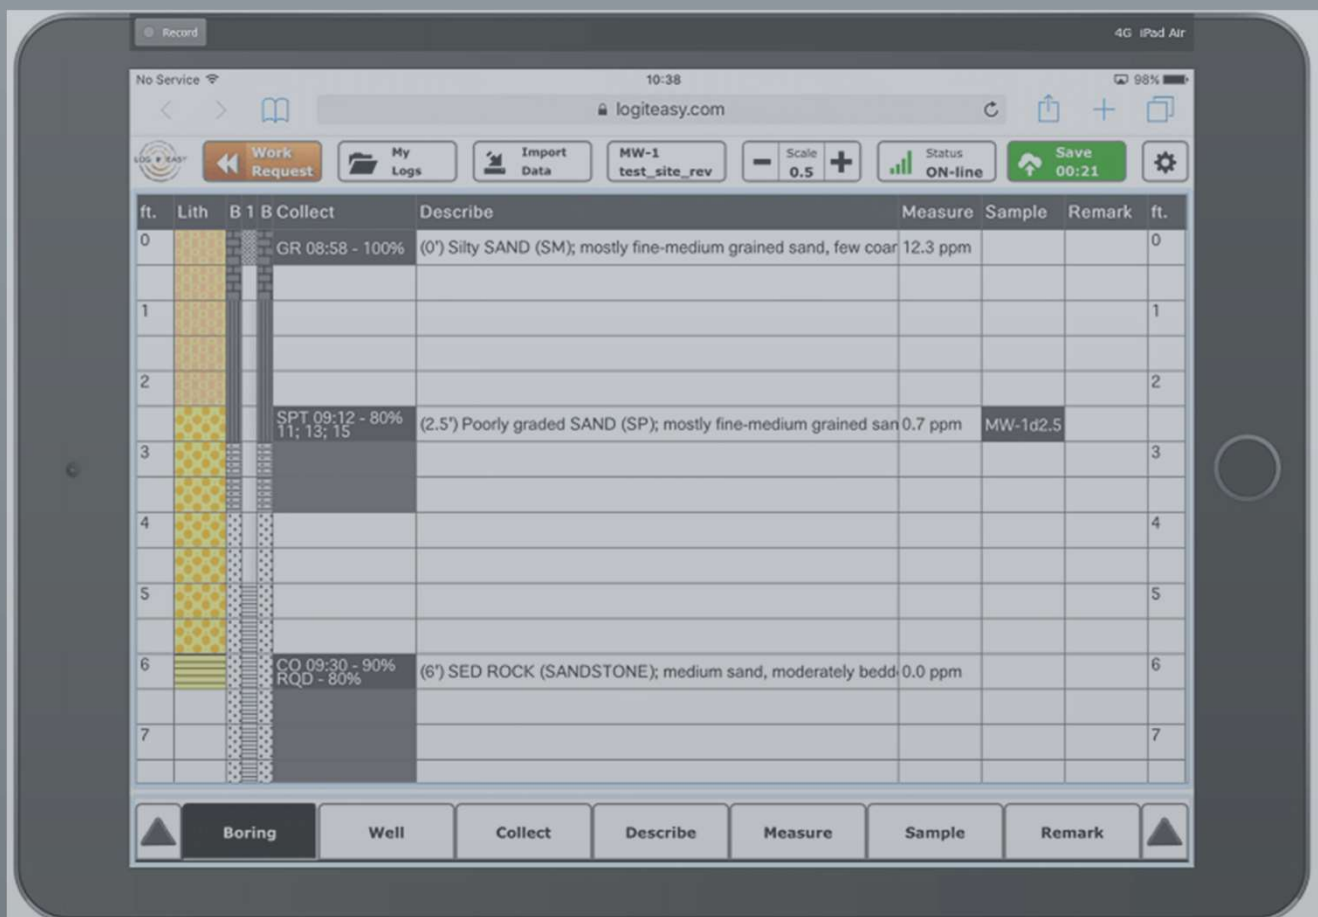 Record
4G iPad Air
No Service
10:38
98%
logiteasy.com
LOG IT EASY
Work
Request
My
Logs
Import
Data
MW-1
test_site_rev
Scale
0.5
Status
ON-line
Save
00:21
ft. Lith B 1 B Collect Describe Measure Sample Remark ft.
0 GR 08:58 - 100% (0') Silty SAND (SM); mostly fine-medium grained sand, few coar 12.3 ppm 0
1 1
2 2
SPT 09:12 - 80%
11; 13; 15
(2.5') Poorly graded SAND (SP); mostly fine-medium grained san 0.7 ppm MW-1d2.5
3 3
4 4
5 5
6 6
CO 09:30 - 90%
RQD - 80%
(6') SED ROCK (SANDSTONE); medium sand, moderately bedd 0.0 ppm
7 7
Boring Well Collect Describe Measure Sample Remark